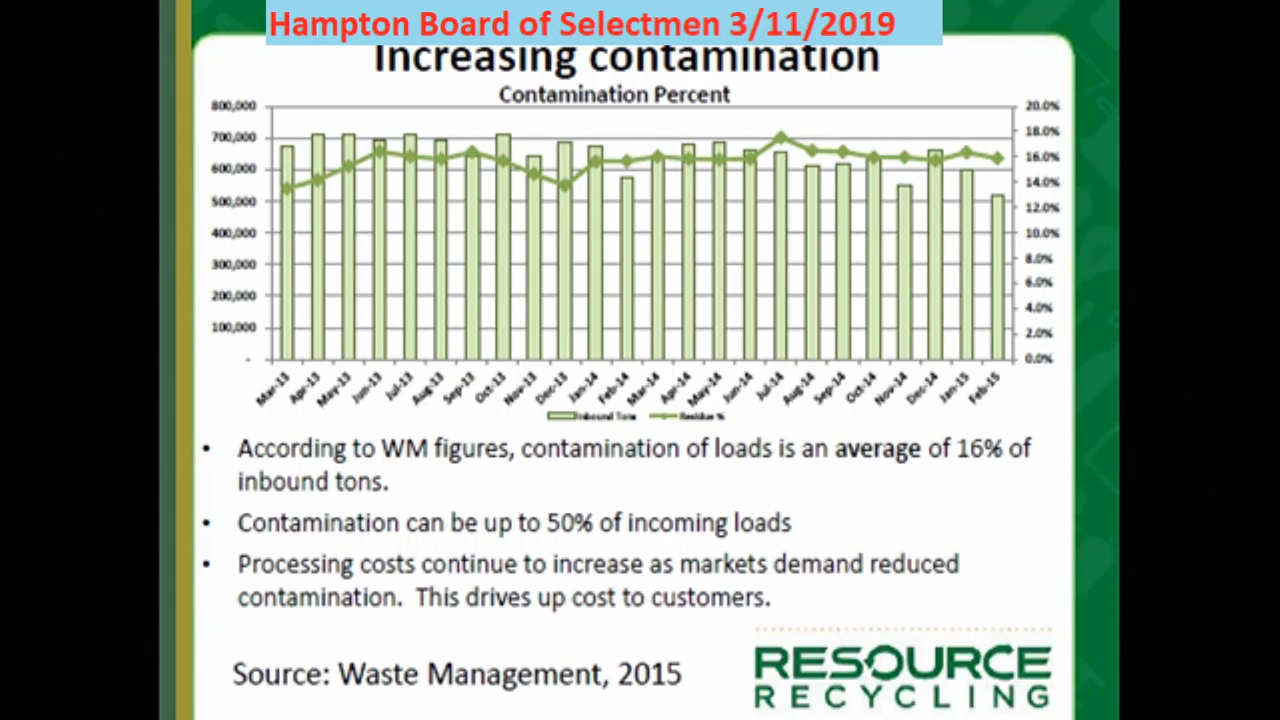 Hampton Board of Selectmen 3/11/2019
Increasing contamination
Contamination Percent
800,000
700,000
600,000
500,000
400,000
300,000
200,000
100,000
-
20.0%
18.0%
16.0%
14.0%
12.0%
10.0%
8.0%
6.0%
4.0%
2.0%
0.0%
Mar-13
Apr-13
May-13
Jun-13
Jul-13
Aug-13
Sep-13
Oct-13
Nov-13
Dec-13
Jan-14
Feb-14
Mar-14
Apr-14
May-14
Jun-14
Jul-14
Aug-14
Sep-14
Oct-14
Nov-14
Dec-14
Jan-15
Feb-15
Inbound Tons Residue %
• According to WM figures, contamination of loads is an average of 16% of
inbound tons.
• Contamination can be up to 50% of incoming loads
• Processing costs continue to increase as markets demand reduced
contamination. This drives up cost to customers.
Source: Waste Management, 2015
RESOURCE
RECYCLING